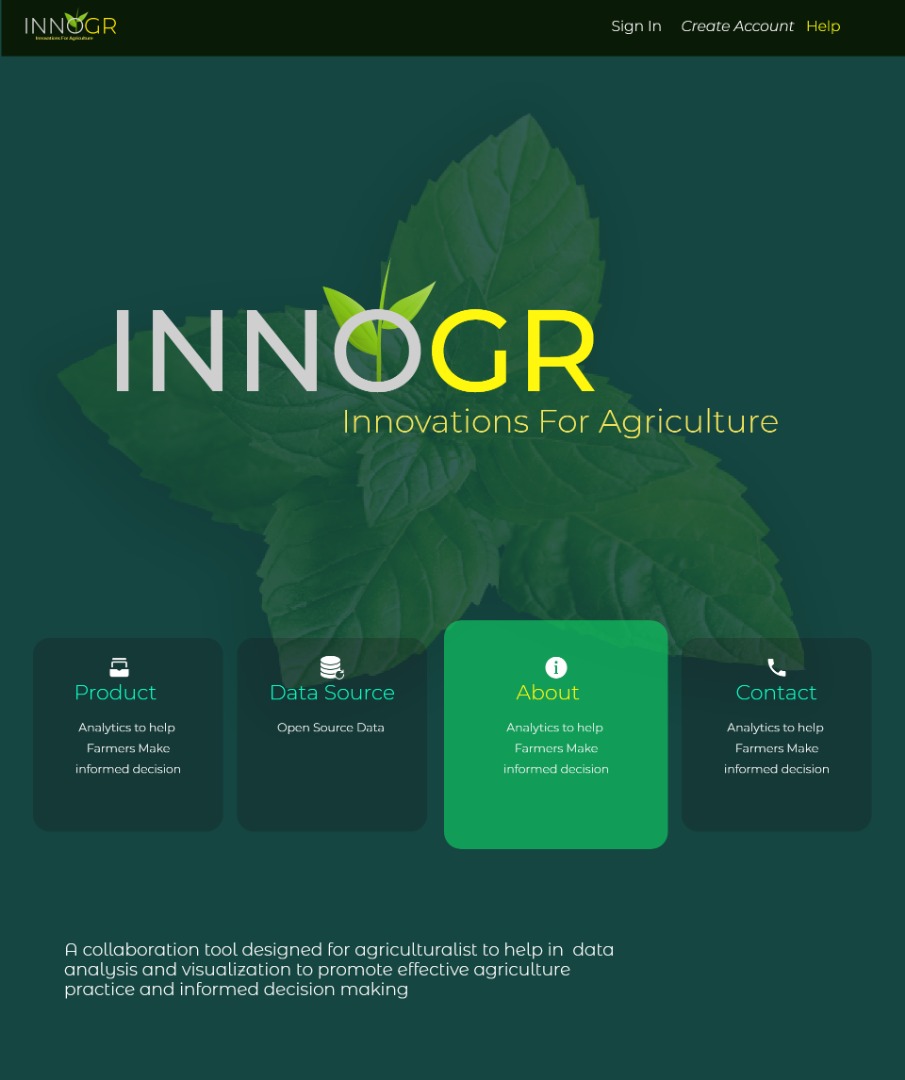 INNOGR
Innovations For Agriculture
Sign In Create Account Help
INNOGR
Innovations For Agriculture
Product
Analytics to help
Farmers Make
informed decision
Data Source
Open Source Data
About
Analytics to help
Farmers Make
informed decision
Contact
Analytics to help
Farmers Make
informed decision
A collaboration tool designed for agriculturalist to help in data
analysis and visualization to promote effective agriculture
practice and informed decision making